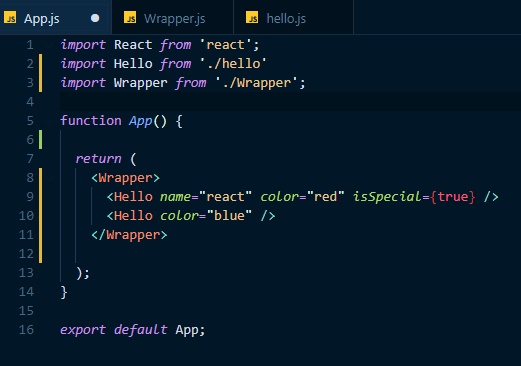 JS App.js ●
JS Wrapper.js
JS hello.js
1 import React from 'react';
2 import Hello from './hello'
3 import Wrapper from './Wrapper';
4
5 function App() {
6
7   return (
8     <Wrapper>
9       <Hello name="react" color="red" isSpecial={true} />
10       <Hello color="blue" />
11     </Wrapper>
12
13   );
14 }
15
16 export default App;